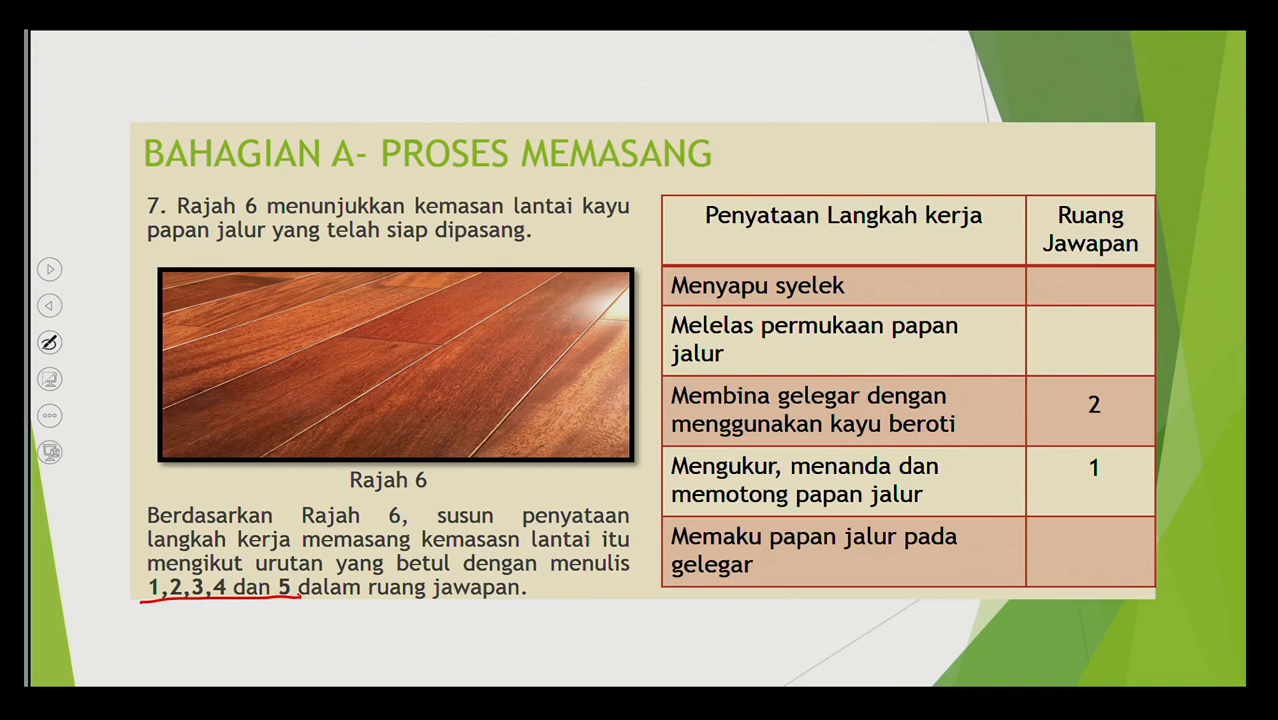 BAHAGIAN A- PROSES MEMASANG
7. Rajah 6 menunjukkan kemasan lantai kayu
papan jalur yang telah siap dipasang.
Rajah 6
Berdasarkan Rajah 6, susun penyataan
langkah kerja memasang kemasasn lantai itu
mengikut urutan yang betul dengan menulis
1,2,3,4 dan 5 dalam ruang jawapan.
Penyataan Langkah kerja
Ruang
Jawapan
Menyapu syelek
Melelas permukaan papan
jalur
Membina gelegar dengan
menggunakan kayu beroti
2
Mengukur, menanda dan
memotong papan jalur
1
Memaku papan jalur pada
gelegar